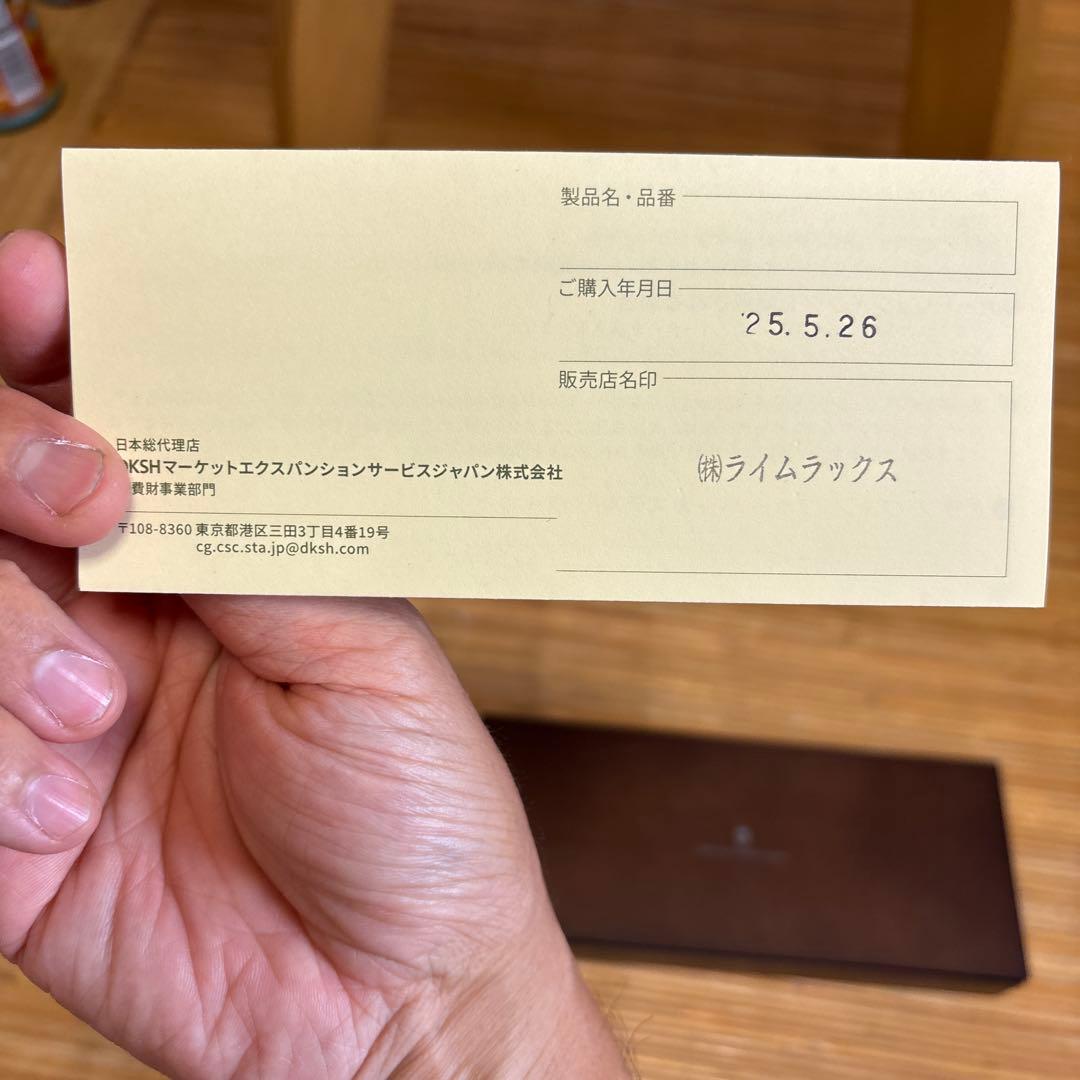 製品名・品番
ご購入年月日
'25.5.26
販売店名印
㈱ライムラックス
日本総代理店
DKSHマーケットエクスパンションサービスジャパン株式会社
費財事業部門
〒108-8360 東京都港区三田3丁目4番19号
cg.csc.sta.jp@dksh.com